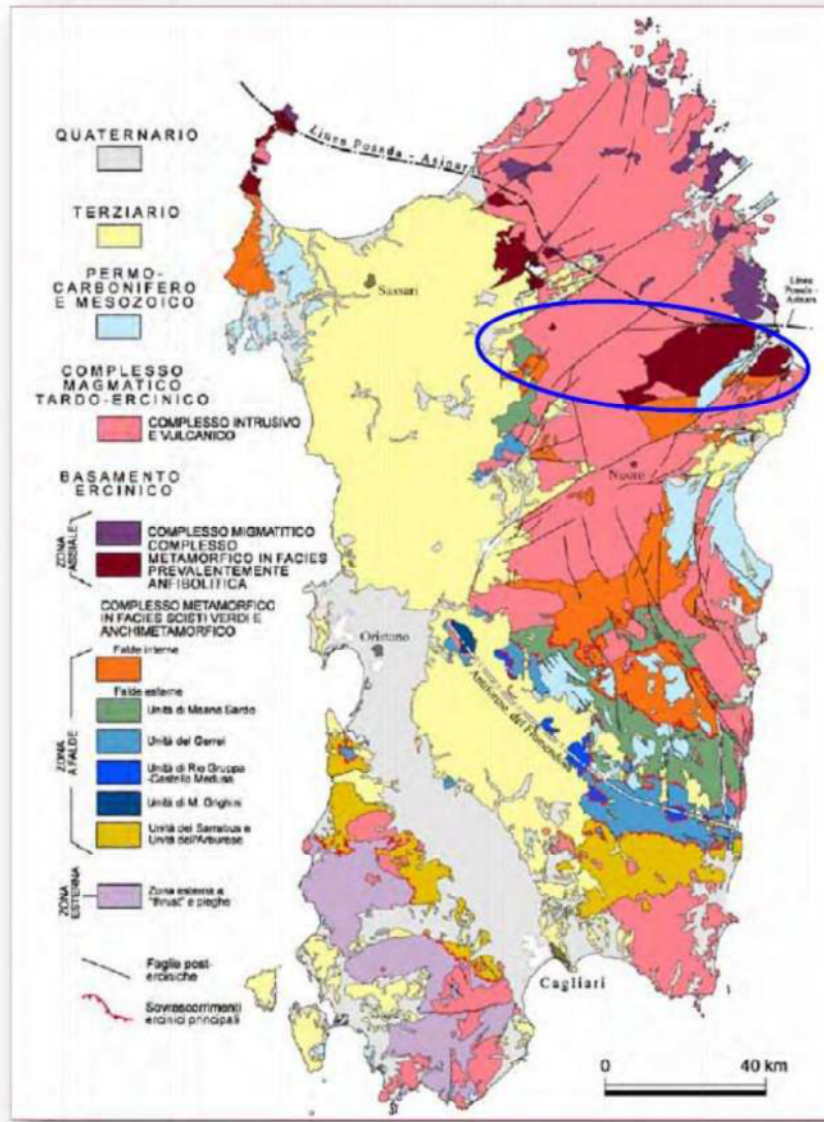 QUATERNARIO
TERZIARIO
PERMO-
CARBONIFERO
E MESOZOICO
COMPLESSO
MAGMATICO
TARDO-ERCINICO
COMPLESSO INTRUSIVO
E VULCANICO
BASAMENTO
ERCINICO
ZONA
ASSIALE
COMPLESSO MIGMATITICO
COMPLESSO
METAMORFICO IN FACIES
PREVALENTEMENTE
ANFIBOLITICA
COMPLESSO METAMORFICO
IN FACIES SCISTI VERDI E
ANCHIMETAMORFICO
ZONA
A FALDE
Falde interne
Falde esterne
Unità di Meana Sardo
Unità del Gerrei
Unità di Rio Gruppa
-Castello Medusa
Unità di M. Grighini
Unità del Sarrabus e
Unità dell'Arburese
ZONA
ESTERNA
Zona esterna a
"thrust" e pieghe
Faglie post-
erciniche
Sovrascorrimenti
ercinici principali
Linea Posada - Asinara
Sassari
Linea
Posada -
Asinara
Nuoro
Oristano
Antiforme del Flumendosa
Cagliari
0 40 km